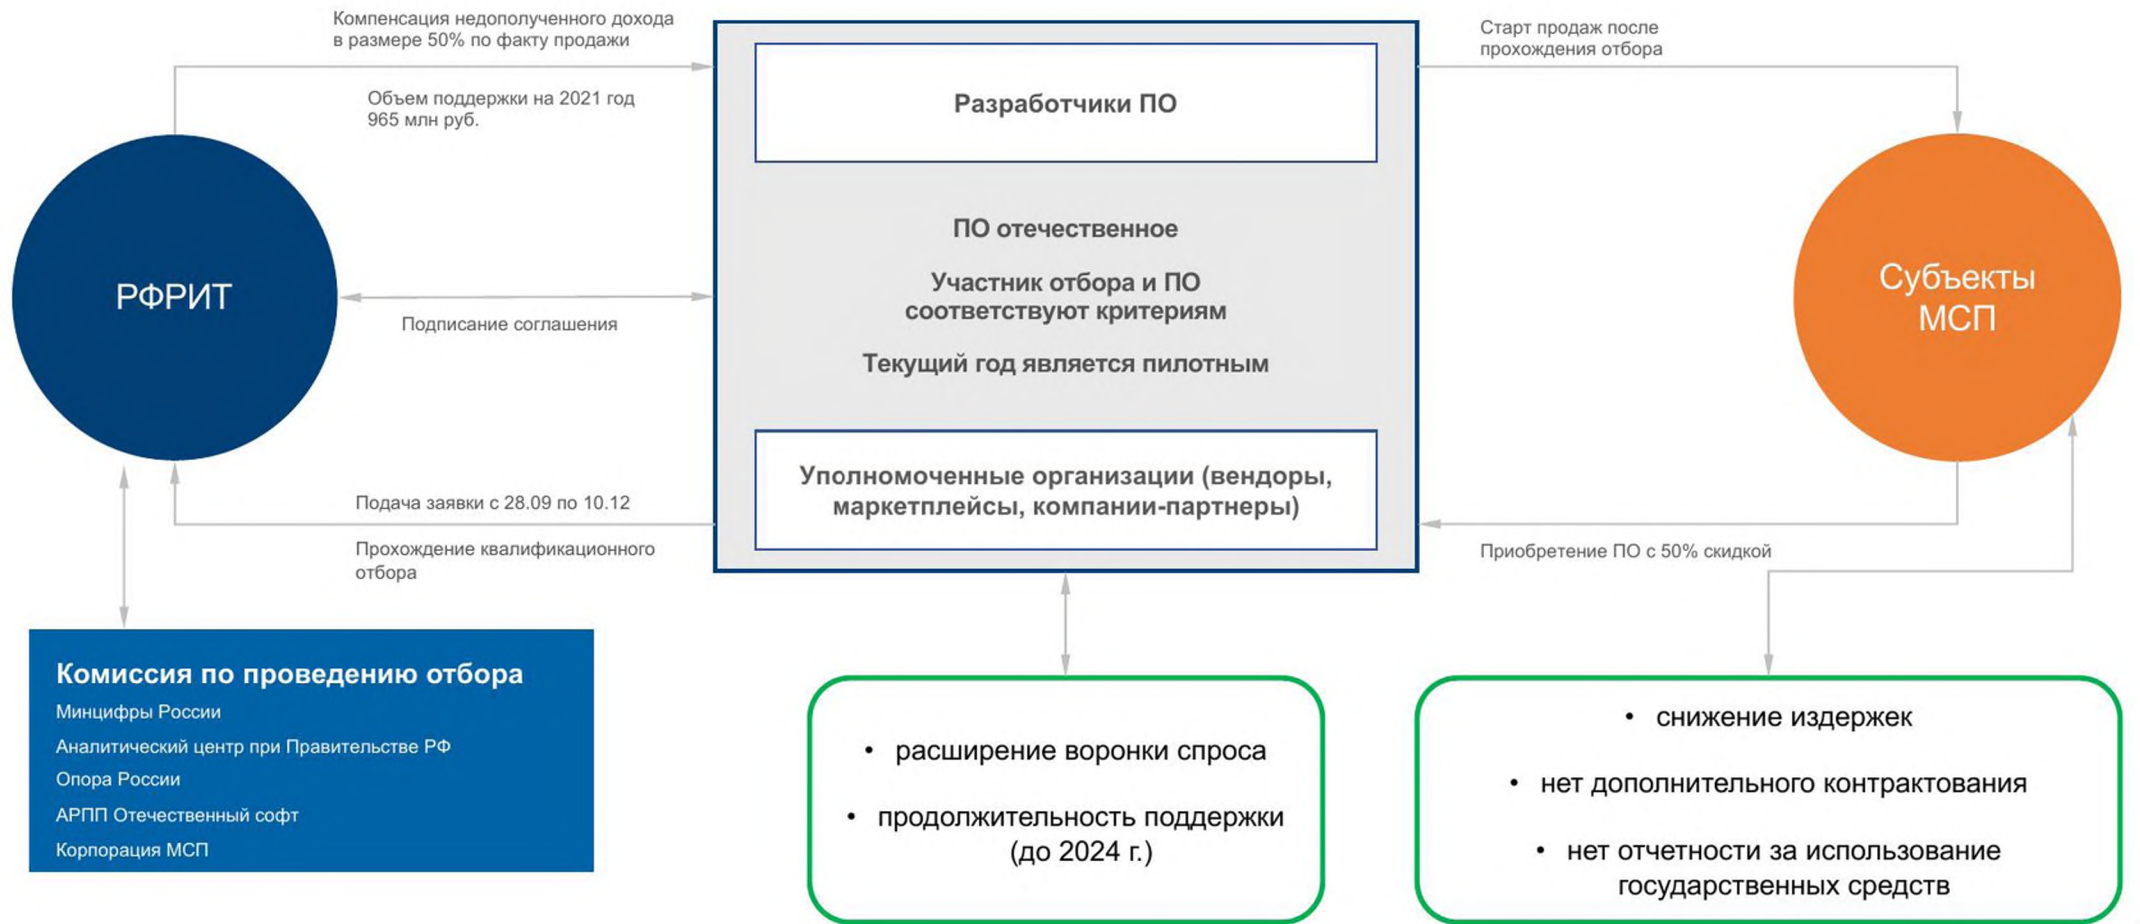 Компенсация недополученного дохода
в размере 50% по факту продажи
Объем поддержки на 2021 год
965 млн руб.
РФРИТ
Подписание соглашения
Подача заявки с 28.09 по 10.12
Прохождение квалификационного
отбора
Комиссия по проведению отбора
Минцифры России
Аналитический центр при Правительстве РФ
Опора России
АРПП Отечественный софт
Корпорация МСП
Разработчики ПО
ПО отечественное
Участник отбора и ПО
соответствуют критериям
Текущий год является пилотным
Уполномоченные организации (вендоры,
маркетплейсы, компании-партнеры)
• расширение воронки спроса
• продолжительность поддержки
(до 2024 г.)
Старт продаж после
прохождения отбора
Субъекты
МСП
Приобретение ПО с 50% скидкой
• снижение издержек
• нет дополнительного контрактования
• нет отчетности за использование
государственных средств